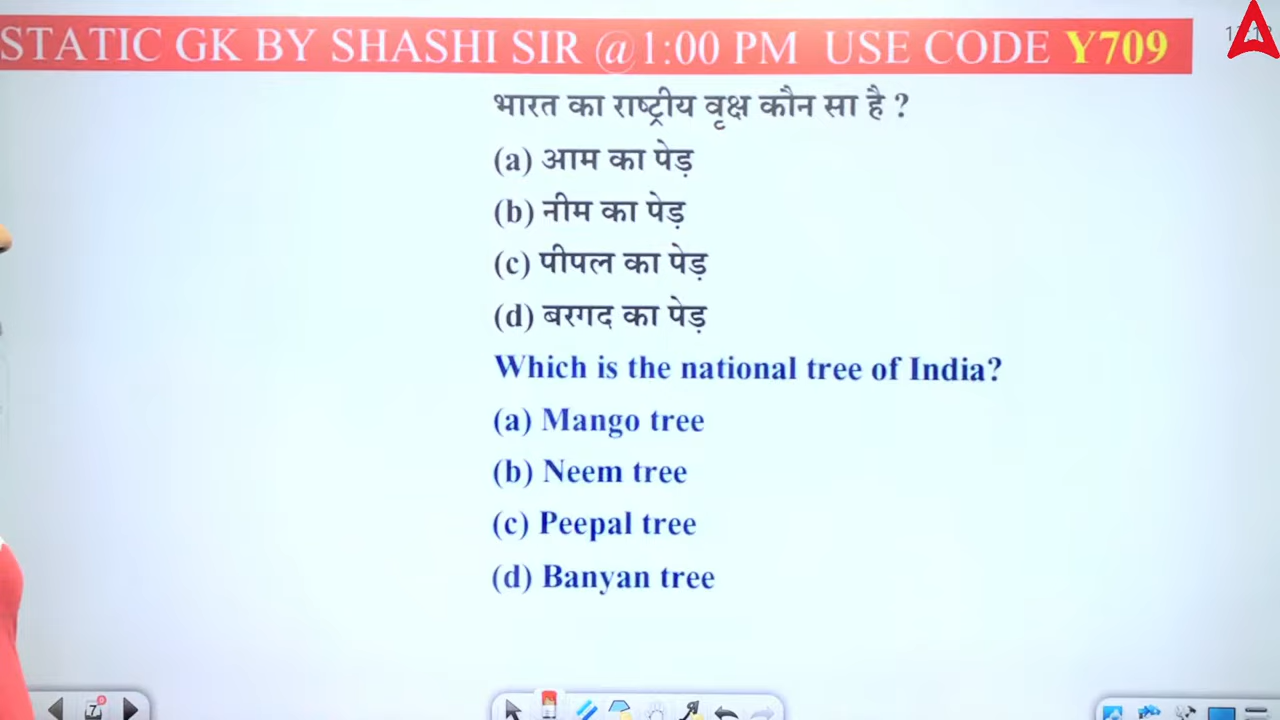 STATIC GK BY SHASHI SIR @1:00 PM USE CODE Y709
भारत का राष्ट्रीय वृक्ष कौन सा है ?
(a) आम का पेड़
(b) नीम का पेड़
(c) पीपल का पेड़
(d) बरगद का पेड़
Which is the national tree of India?
(a) Mango tree
(b) Neem tree
(c) Peepal tree
(d) Banyan tree
7